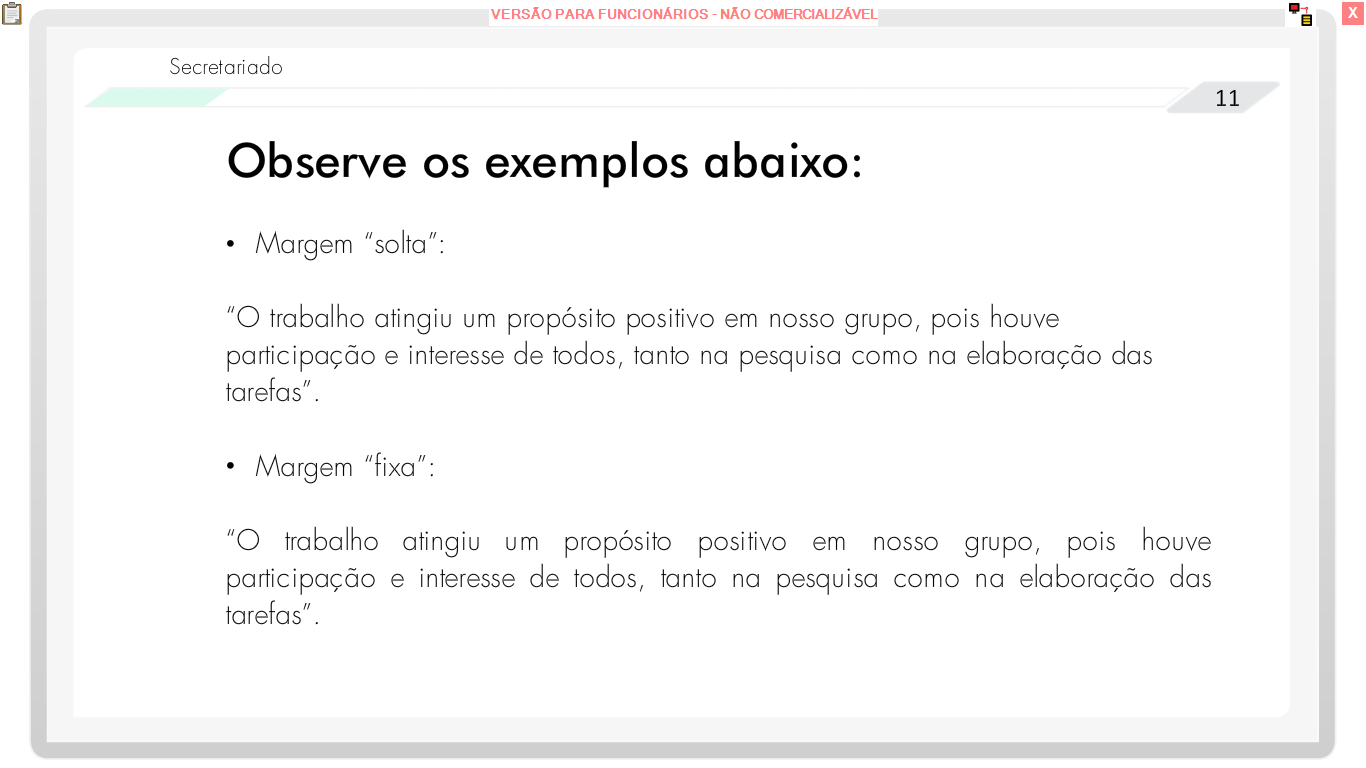 VERSÃO PARA FUNCIONÁRIOS - NÃO COMERCIALIZÁVEL
X
Secretariado
11
Observe os exemplos abaixo:
• Margem “solta”:
“O trabalho atingiu um propósito positivo em nosso grupo, pois houve
participação e interesse de todos, tanto na pesquisa como na elaboração das
tarefas”.
• Margem “fixa”:
“O trabalho atingiu um propósito positivo em nosso grupo, pois houve
participação e interesse de todos, tanto na pesquisa como na elaboração das
tarefas”.